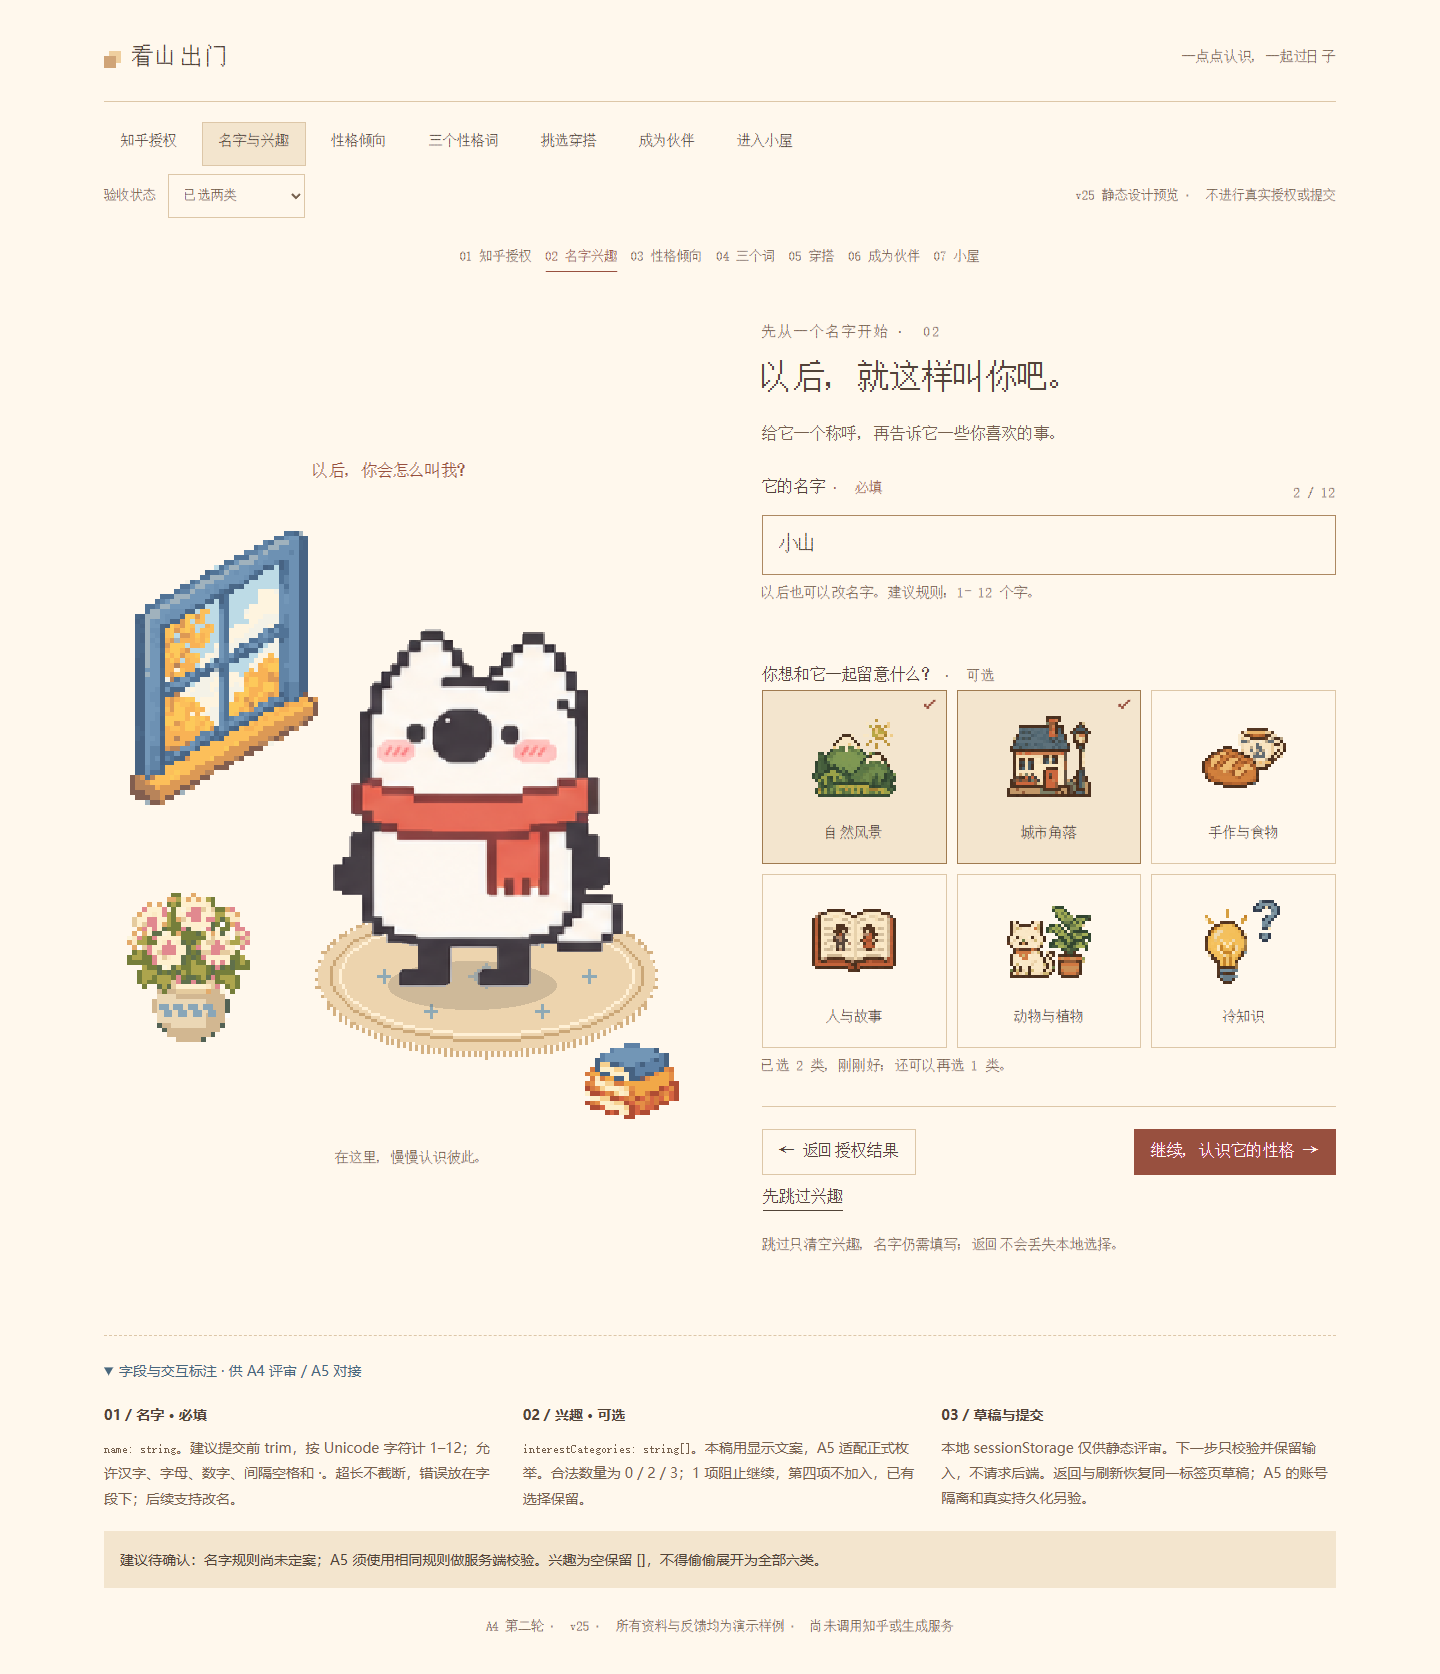 看山出门
一点点认识，一起过日子
知乎授权 名字与兴趣 性格倾向 三个性格词 挑选穿搭 成为伙伴 进入小屋
验收状态 已选两类
v25 静态设计预览 · 不进行真实授权或提交
01 知乎授权 02 名字兴趣 03 性格倾向 04 三个词 05 穿搭 06 成为伙伴 07 小屋
先从一个名字开始 · 02
以后，就这样叫你吧。
给它一个称呼，再告诉它一些你喜欢的事。
以后，你会怎么叫我？
它的名字 · 必填
2 / 12
小山
以后也可以改名字。建议规则：1–12 个字。
你想和它一起留意什么？ · 可选
自然风景 城市角落 手作与食物
人与故事 动物与植物 冷知识
已选 2 类，刚刚好；还可以再选 1 类。
← 返回授权结果
继续，认识它的性格 →
先跳过兴趣
跳过只清空兴趣，名字仍需填写；返回不会丢失本地选择。
在这里，慢慢认识彼此。
▼ 字段与交互标注 · 供 A4 评审 / A5 对接
01 / 名字 • 必填
name: string。建议提交前 trim，按 Unicode 字符计 1–12；允
许汉字、字母、数字、间隔空格和 ·。超长不截断，错误放在字
段下；后续支持改名。
02 / 兴趣 • 可选
interestCategories: string[]。本稿用显示文案，A5 适配正式枚
举。合法数量为 0 / 2 / 3；1 项阻止继续，第四项不加入，已有
选择保留。
03 / 草稿与提交
本地 sessionStorage 仅供静态评审。下一步只校验并保留输
入，不请求后端。返回与刷新恢复同一标签页草稿；A5 的账号
隔离和真实持久化另验。
建议待确认：名字规则尚未定案；A5 须使用相同规则做服务端校验。兴趣为空保留 []，不得偷偷展开为全部六类。
A4 第二轮 · v25 · 所有资料与反馈均为演示样例 · 尚未调用知乎或生成服务